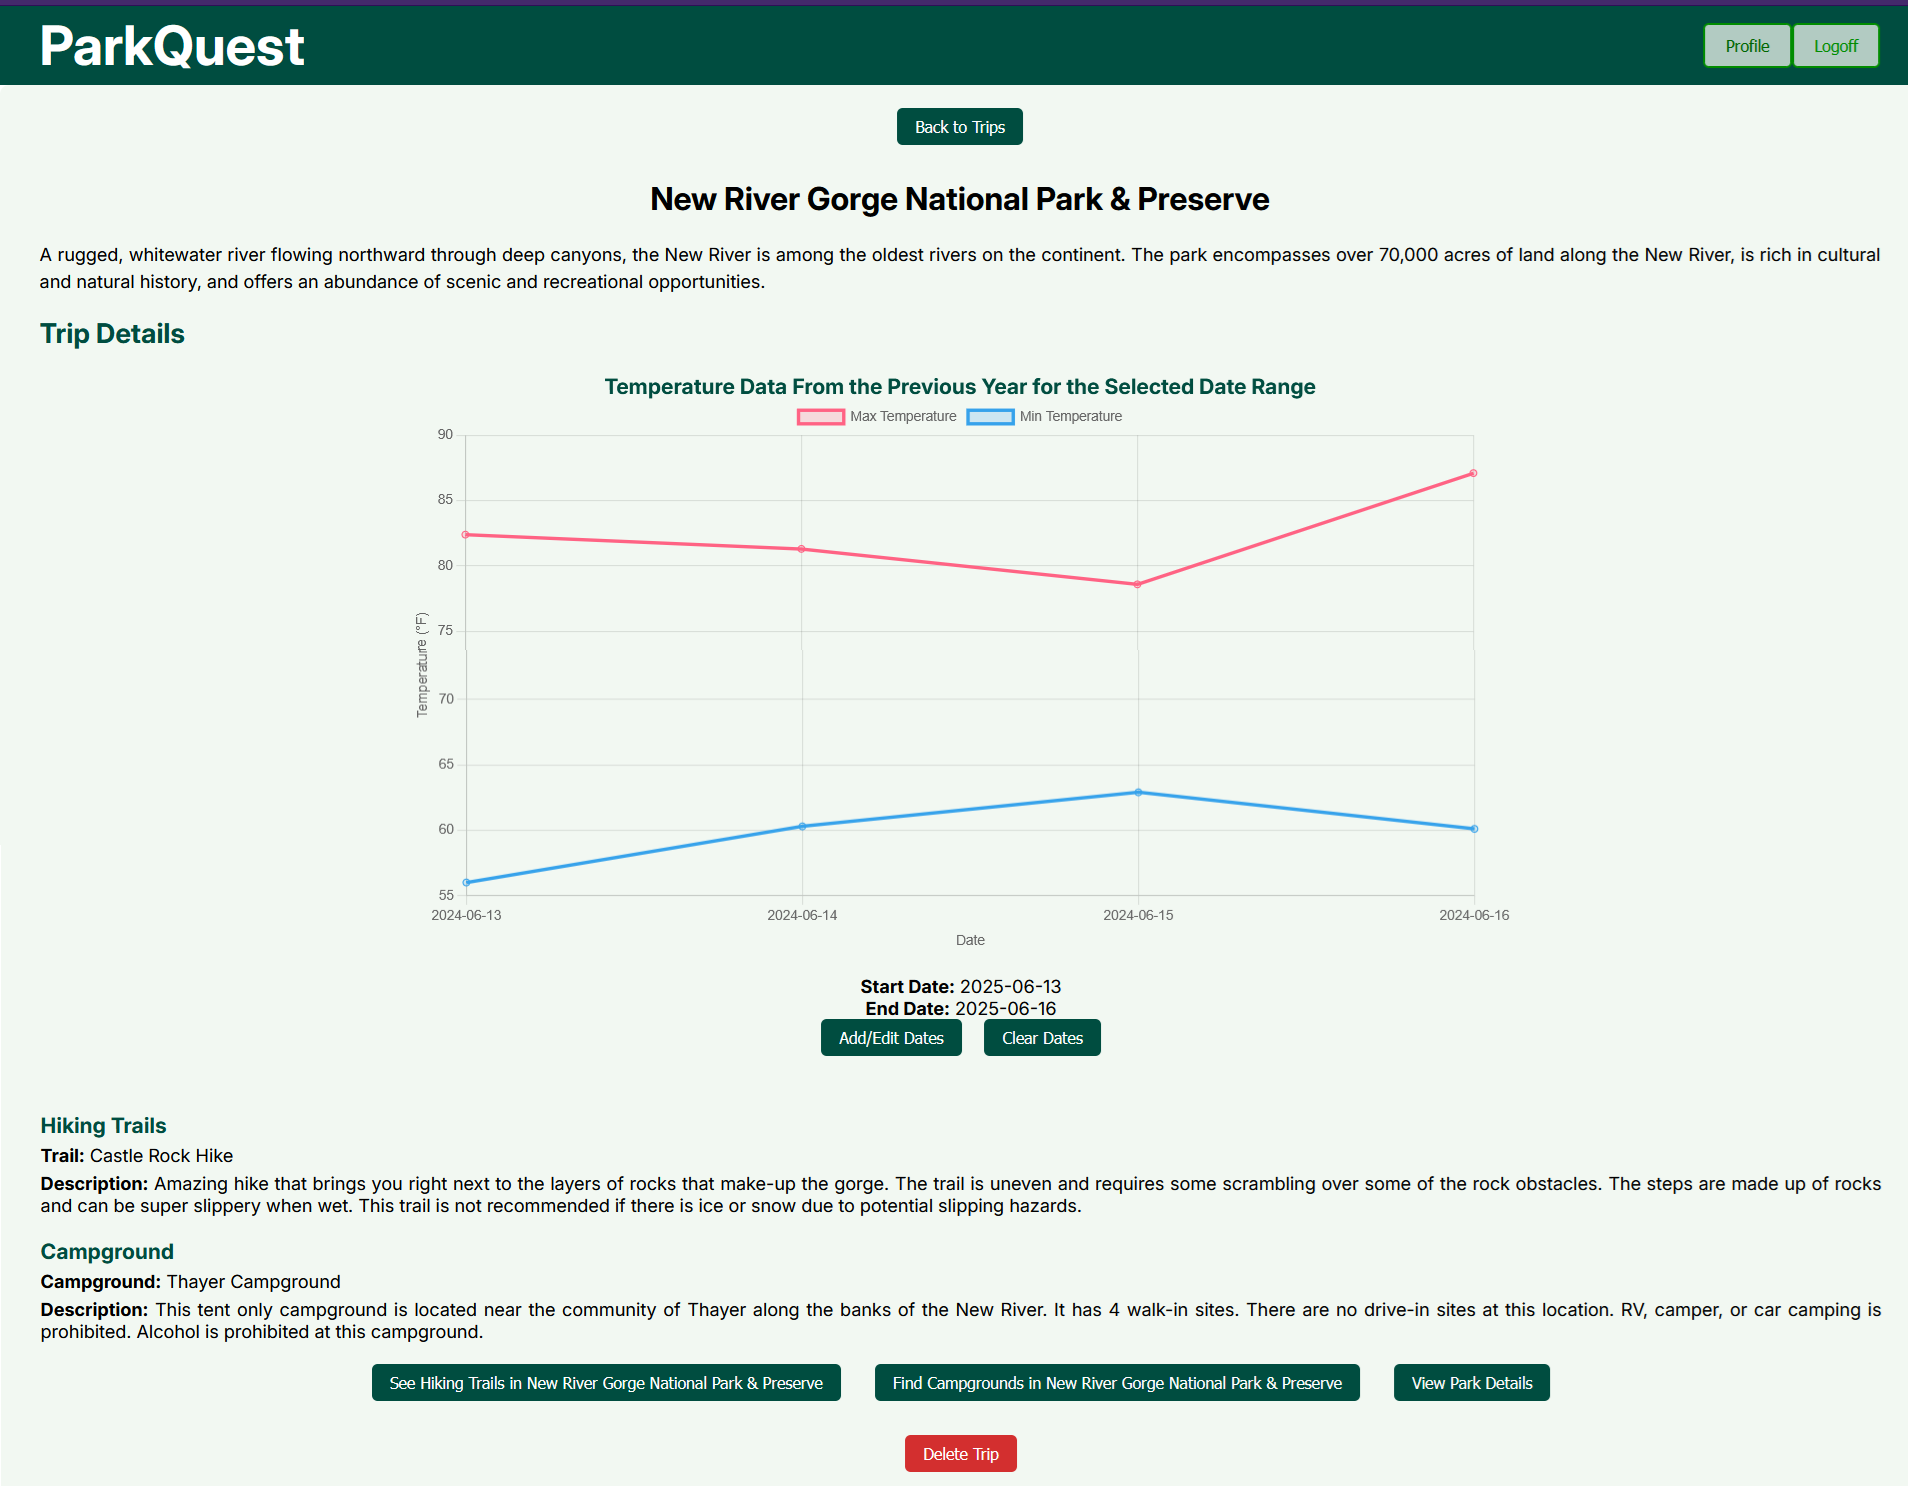 ParkQuest
Profile
Logoff
Back to Trips
New River Gorge National Park & Preserve
A rugged, whitewater river flowing northward through deep canyons, the New River is among the oldest rivers on the continent. The park encompasses over 70,000 acres of land along the New River, is rich in cultural
and natural history, and offers an abundance of scenic and recreational opportunities.
Trip Details
Temperature Data From the Previous Year for the Selected Date Range
Max Temperature
Min Temperature
90
85
80
75
70
65
60
55
Temperature (°F)
2024-06-13
2024-06-14
2024-06-15
2024-06-16
Date
Start Date: 2025-06-13
End Date: 2025-06-16
Add/Edit Dates
Clear Dates
Hiking Trails
Trail: Castle Rock Hike
Description: Amazing hike that brings you right next to the layers of rocks that make-up the gorge. The trail is uneven and requires some scrambling over some of the rock obstacles. The steps are made up of rocks
and can be super slippery when wet. This trail is not recommended if there is ice or snow due to potential slipping hazards.
Campground
Campground: Thayer Campground
Description: This tent only campground is located near the community of Thayer along the banks of the New River. It has 4 walk-in sites. There are no drive-in sites at this location. RV, camper, or car camping is
prohibited. Alcohol is prohibited at this campground.
See Hiking Trails in New River Gorge National Park & Preserve
Find Campgrounds in New River Gorge National Park & Preserve
View Park Details
Delete Trip